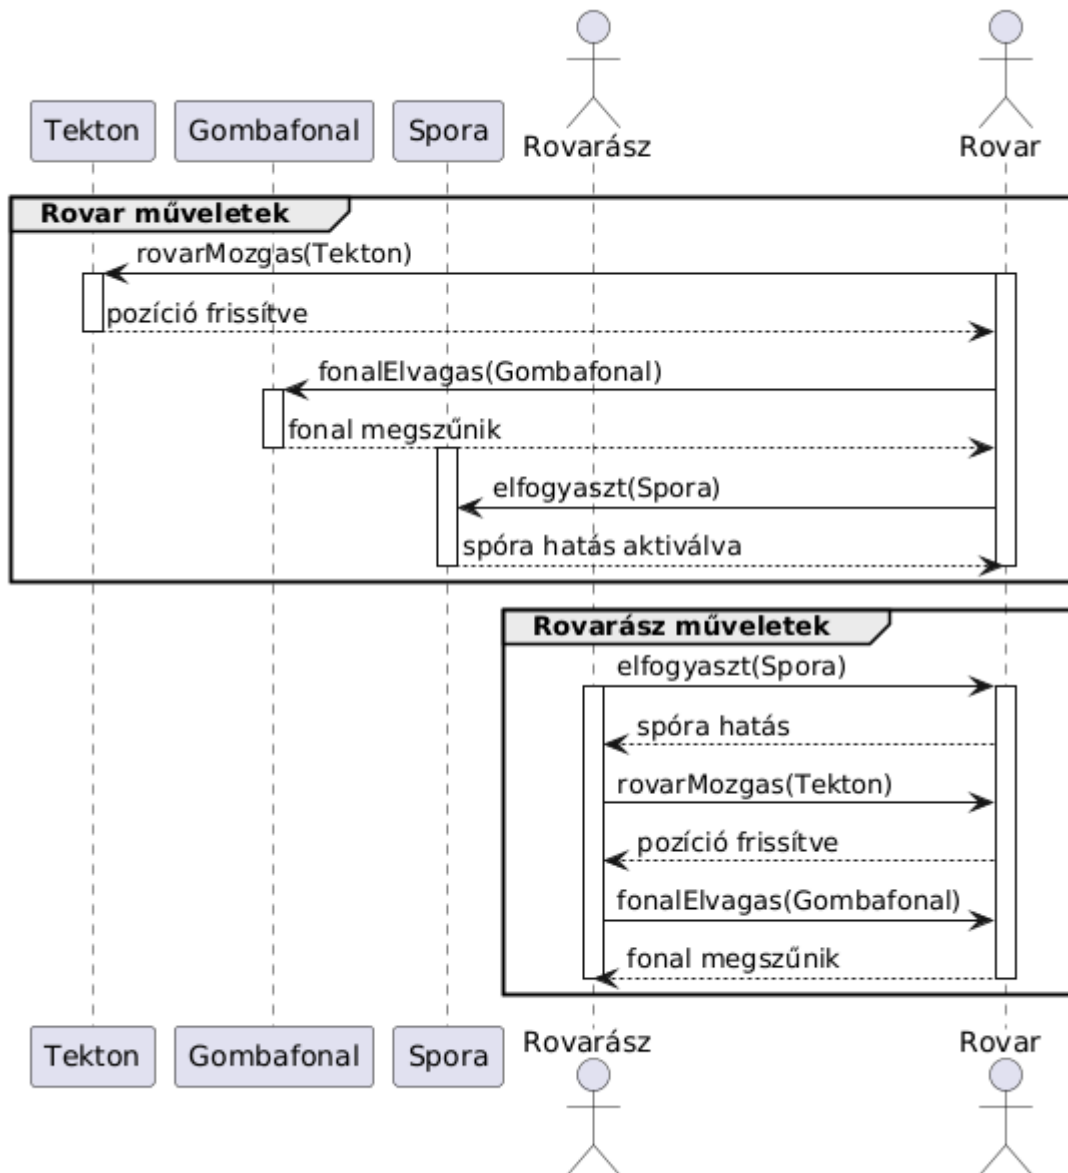 Tekton
Gombafonal
Spora
Rovarász
Rovar
Rovar műveletek
rovarMozgas(Tekton)
pozíció frissítve
fonalElvagas(Gombafonal)
fonal megszűnik
elfogyaszt(Spora)
spóra hatás aktiválva
Rovarász műveletek
elfogyaszt(Spora)
spóra hatás
rovarMozgas(Tekton)
pozíció frissítve
fonalElvagas(Gombafonal)
fonal megszűnik
Tekton
Gombafonal
Spora
Rovarász
Rovar